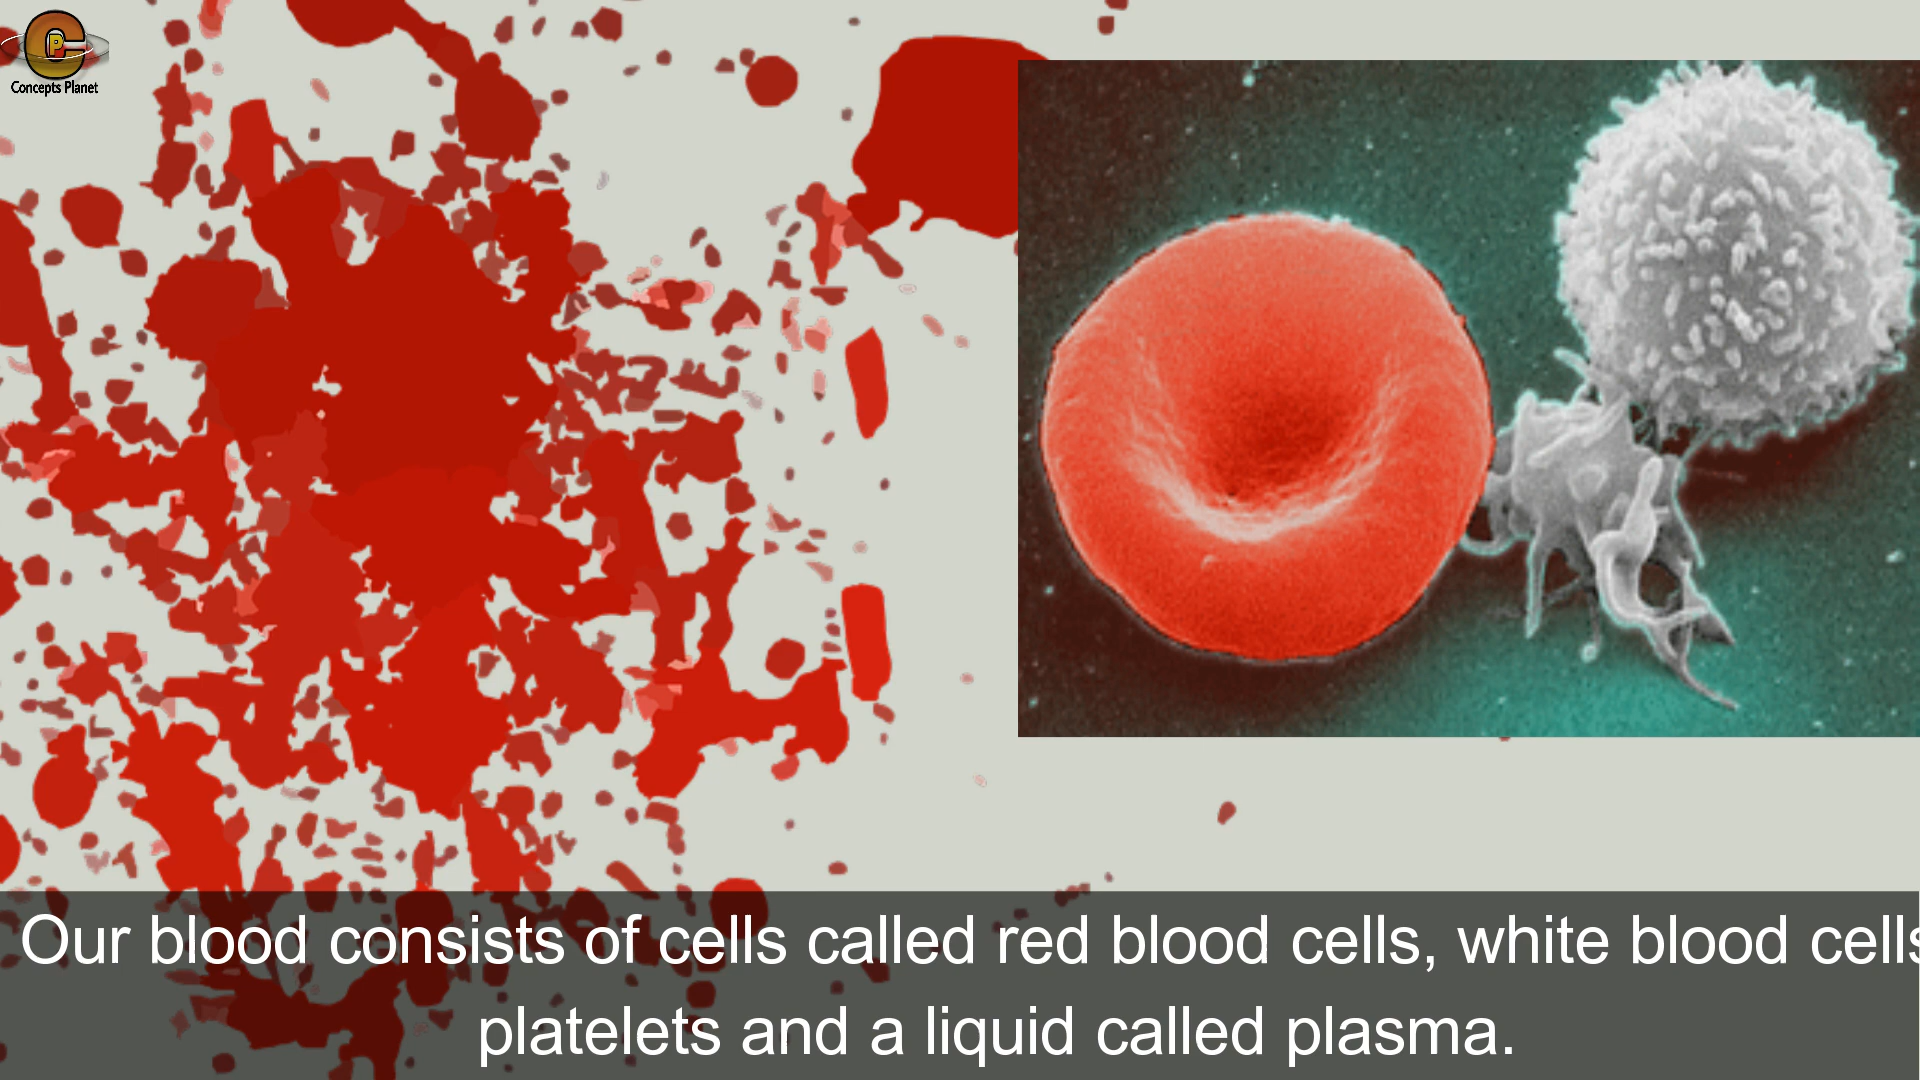 P
Concepts Planet
Our blood consists of cells called red blood cells, white blood cells
platelets and a liquid called plasma.